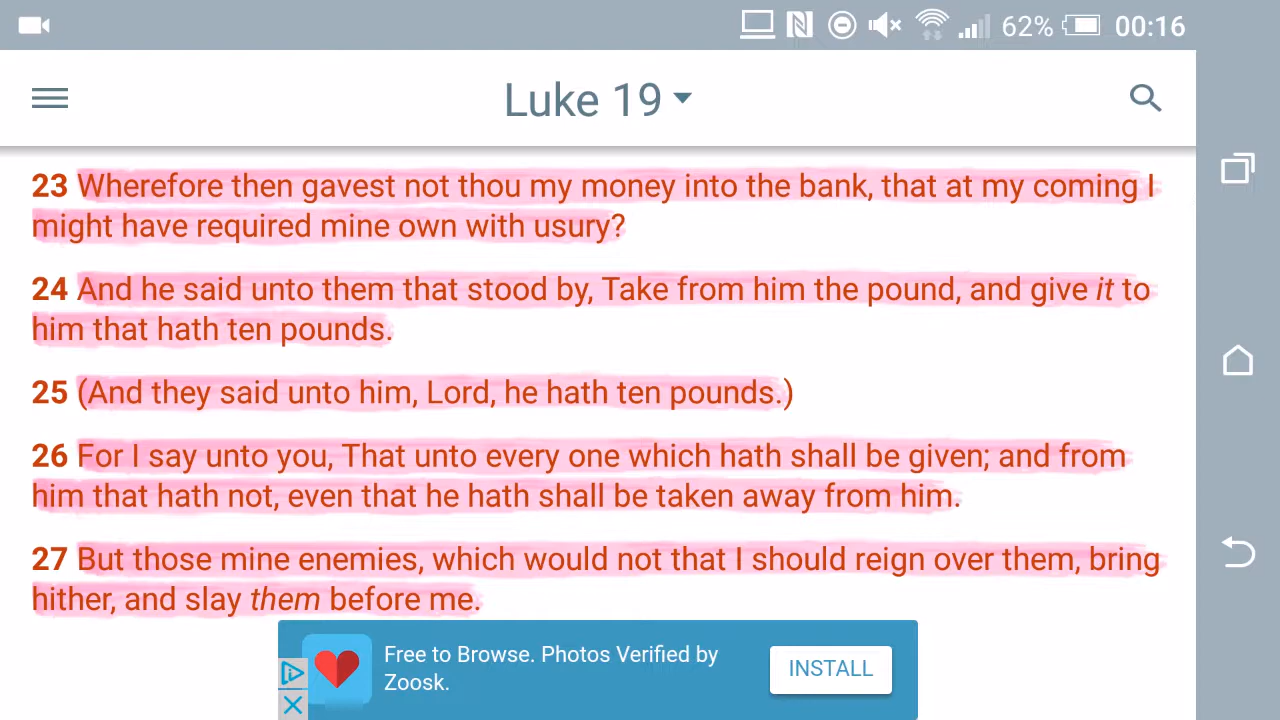 62% 00:16
Luke 19
23 Wherefore then gavest not thou my money into the bank, that at my coming I
might have required mine own with usury?
24 And he said unto them that stood by, Take from him the pound, and give it to
him that hath ten pounds.
25 (And they said unto him, Lord, he hath ten pounds.)
26 For I say unto you, That unto every one which hath shall be given; and from
him that hath not, even that he hath shall be taken away from him.
27 But those mine enemies, which would not that I should reign over them, bring
hither, and slay them before me.
Free to Browse. Photos Verified by
Zoosk.
INSTALL